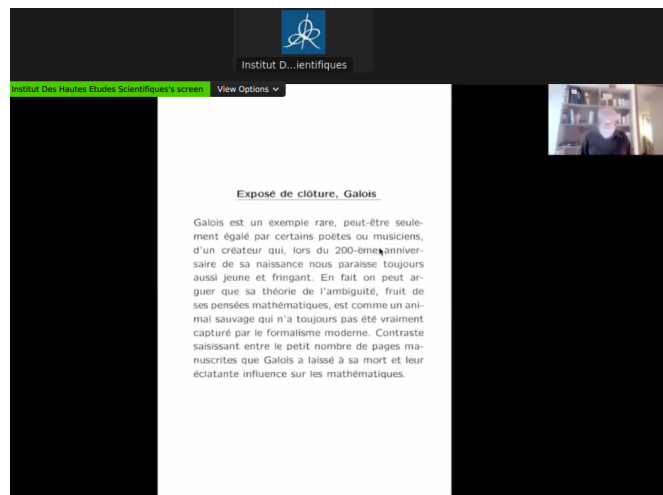 Institut D...ientifiques
Institut Des Hautes Etudes Scientifiques's screen
View Options
Exposé de clôture, Galois
Galois est un exemple rare, peut-être seule-
ment égalé par certains poètes ou musiciens,
d'un créateur qui, lors du 200-ème anniver-
saire de sa naissance nous paraisse toujours
aussi jeune et fringant. En fait on peut ar-
guer que sa théorie de l'ambiguïté, fruit de
ses pensées mathématiques, est comme un ani-
mal sauvage qui n'a toujours pas été vraiment
capturé par le formalisme moderne. Contraste
saisissant entre le petit nombre de pages ma-
nuscrites que Galois a laissé à sa mort et leur
éclatante influence sur les mathématiques.